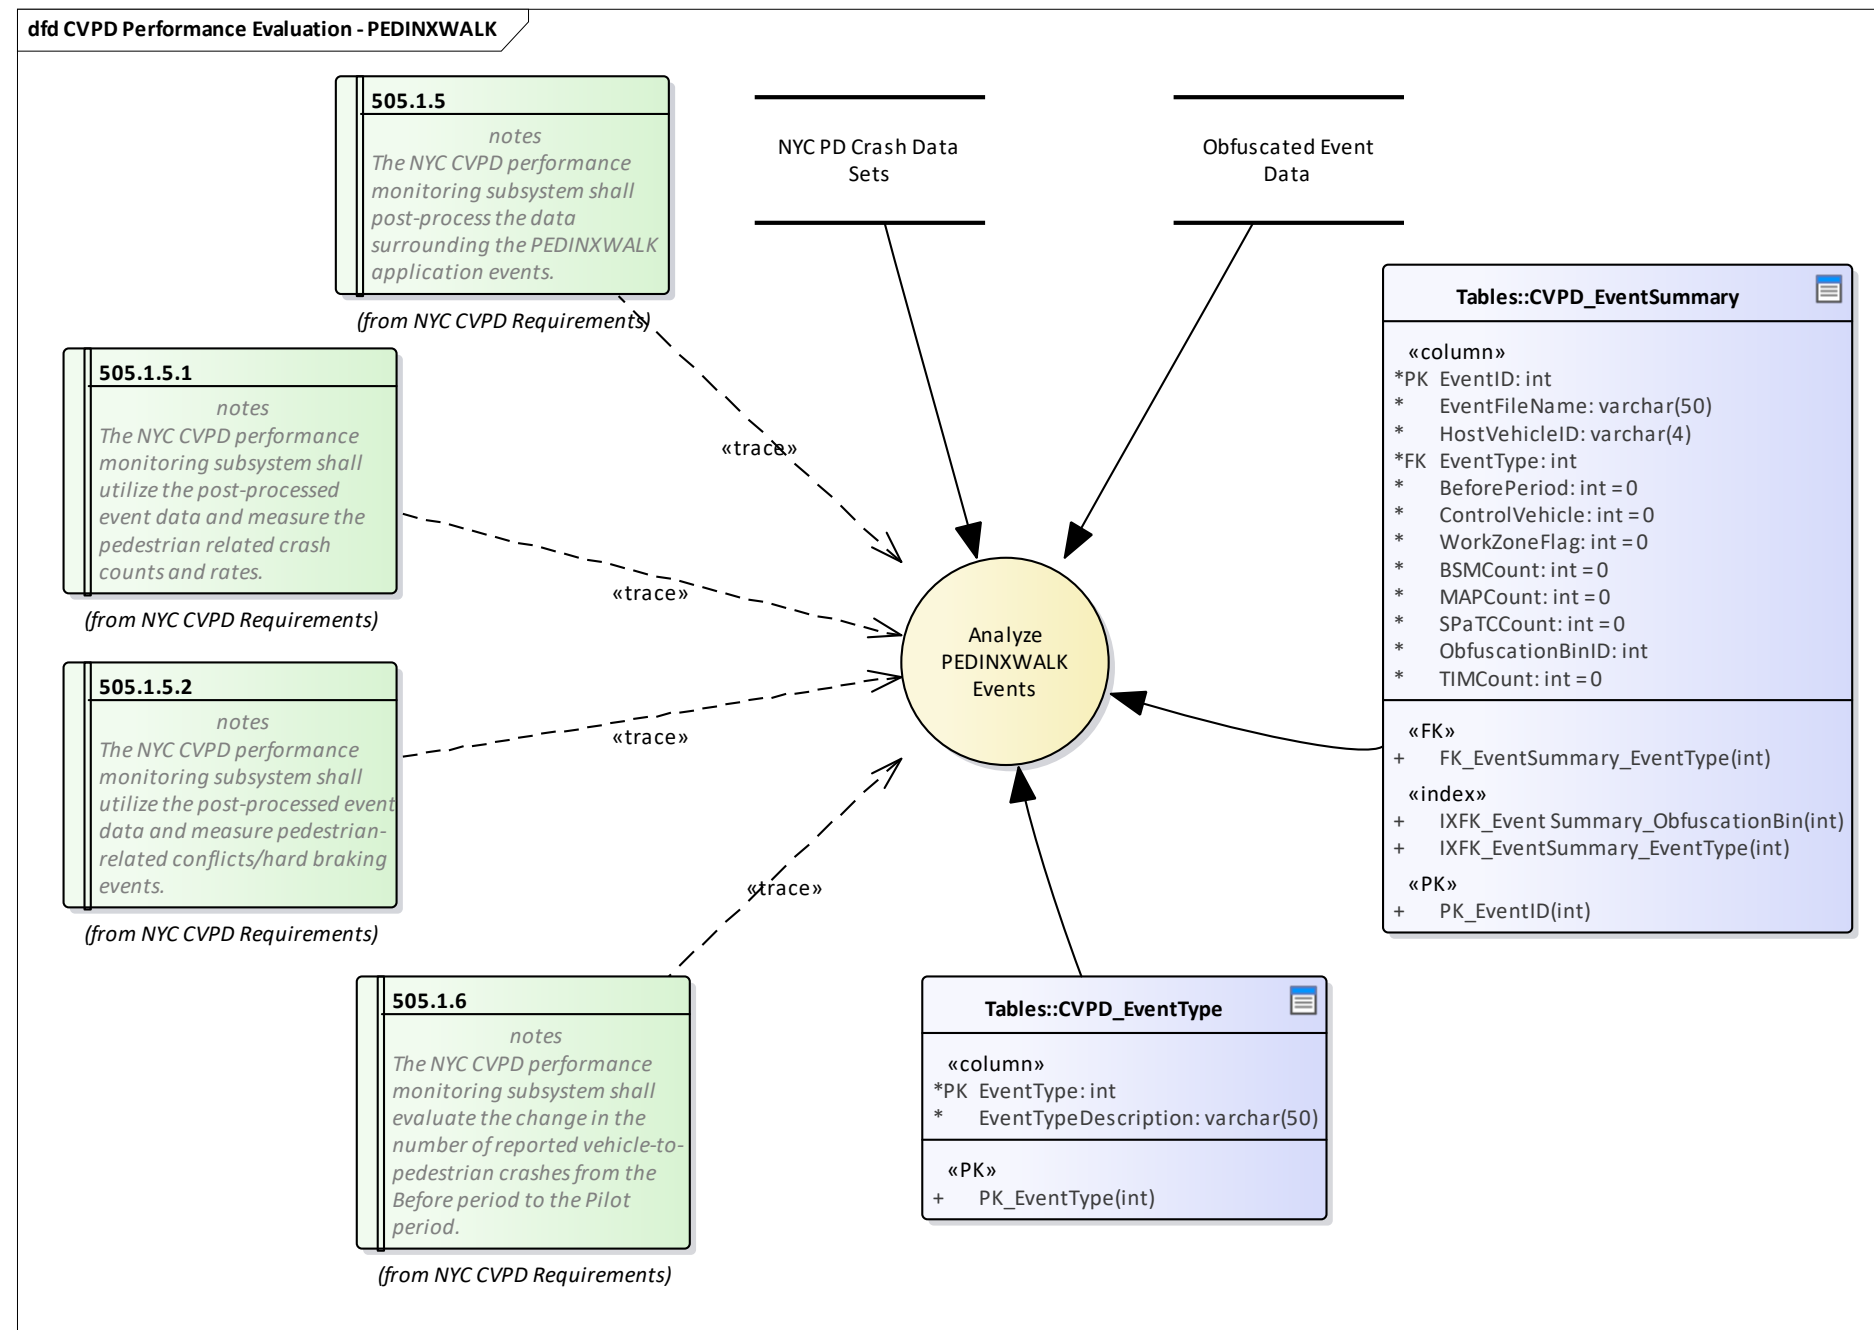 dfd CVPD Performance Evaluation - PEDINXWALK
505.1.5
notes
The NYC CVPD performance
monitoring subsystem shall
post-process the data
surrounding the PEDINXWALK
application events.
(from NYC CVPD Requirements)
NYC PD Crash Data
Sets
Obfuscated Event
Data
505.1.5.1
notes
The NYC CVPD performance
monitoring subsystem shall
utilize the post-processed
event data and measure the
pedestrian related crash
counts and rates.
(from NYC CVPD Requirements)
«trace»
«trace»
505.1.5.2
notes
The NYC CVPD performance
monitoring subsystem shall
utilize the post-processed event
data and measure pedestrian-
related conflicts/hard braking
events.
(from NYC CVPD Requirements)
«trace»
«trace»
505.1.6
notes
The NYC CVPD performance
monitoring subsystem shall
evaluate the change in the
number of reported vehicle-to-
pedestrian crashes from the
Before period to the Pilot
period.
(from NYC CVPD Requirements)
Analyze
PEDINXWALK
Events
Tables::CVPD_EventSummary
«column»
*PK EventID: int
* EventFileName: varchar(50)
* HostVehicleID: varchar(4)
*FK EventType: int
* BeforePeriod: int = 0
* ControlVehicle: int = 0
* WorkZoneFlag: int = 0
* BSMCount: int = 0
* MAPCount: int = 0
* SPaTCCount: int = 0
* ObfuscationBinID: int
* TIMCount: int = 0
«FK»
+ FK_EventSummary_EventType(int)
«index»
+ IXFK_Event Summary_ObfuscationBin(int)
+ IXFK_EventSummary_EventType(int)
«PK»
+ PK_EventID(int)
Tables::CVPD_EventType
«column»
*PK EventType: int
* EventTypeDescription: varchar(50)
«PK»
+ PK_EventType(int)